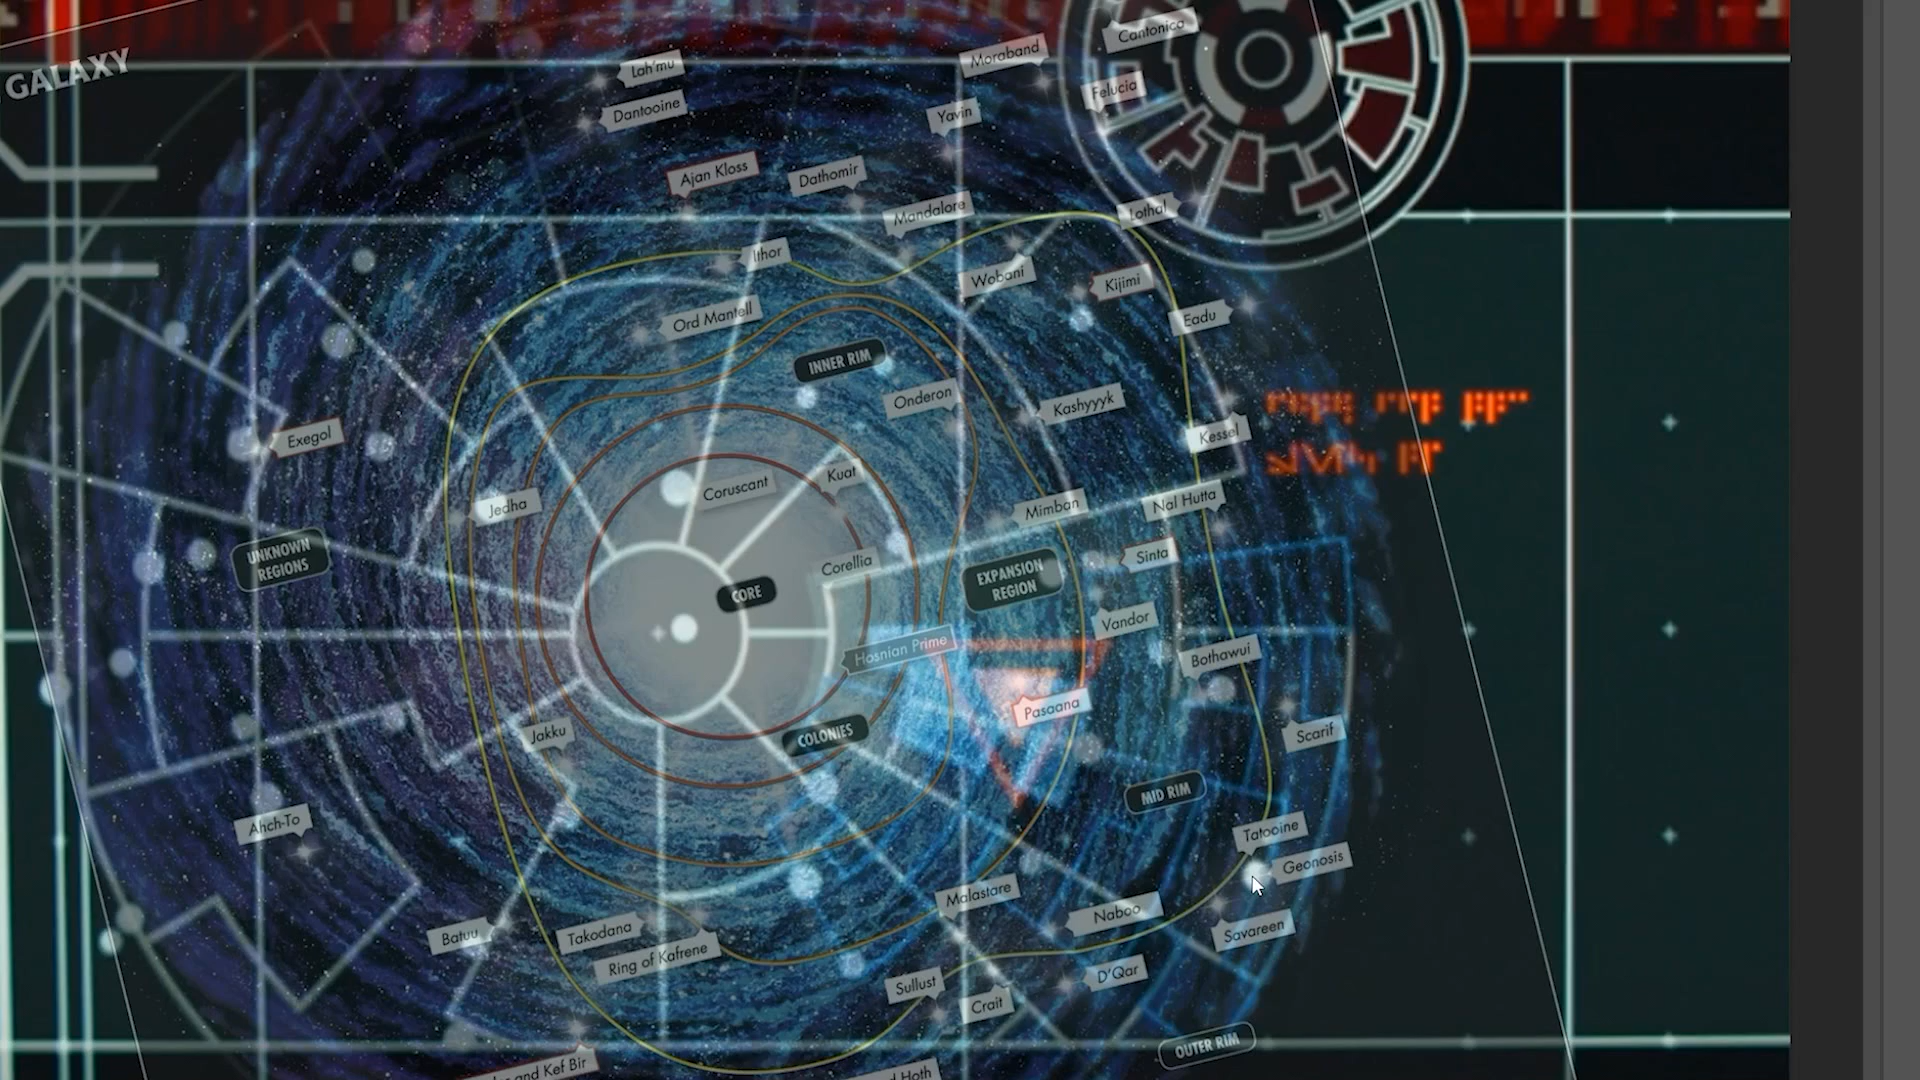 GALAXY
Cantonica
Moraband
Lah'mu
Felucia
Dantooine
Yavin
Ajan Kloss
Dathomir
Mandalore
Lothal
Ithor
Wobani
Kijimi
Ord Mantell
Eadu
INNER RIM
Onderon
Kashyyyk
Exegol
Kessel
Jedha
Coruscant
Kuat
Mimban
Nal Hutta
UNKNOWN
REGIONS
Corellia
Sinta
EXPANSION
REGION
CORE
Vandor
Hosnian Prime
Bothawui
Pasaana
Jakku
COLONIES
Scarif
MID RIM
Ahch-To
Tatooine
Geonosis
Malastare
Naboo
Batuu
Takodana
Savareen
Ring of Kafrene
Sullust
D'Qar
Crait
OUTER RIM
and Kef Bir
Hoth